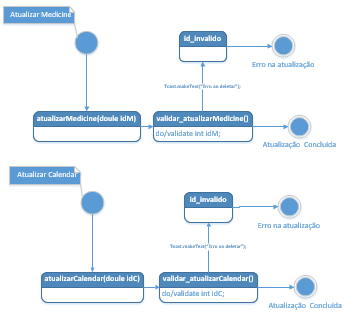 Atualizar Medicine
id_invalido
Erro na atualização
Toast.makeText("Erro ao deletar");
atualizarMedicine(doule idM)
validar_atualizarMedicine()
do/validate int idM;
Atualização Concluida
Atualizar Calendar
id_invalido
Erro na atualização
Toast.makeText("Erro ao deletar");
atualizarCalendar(doule idC)
validar_atualizarCalendar()
do/validate int idC;
Atualização Concluida